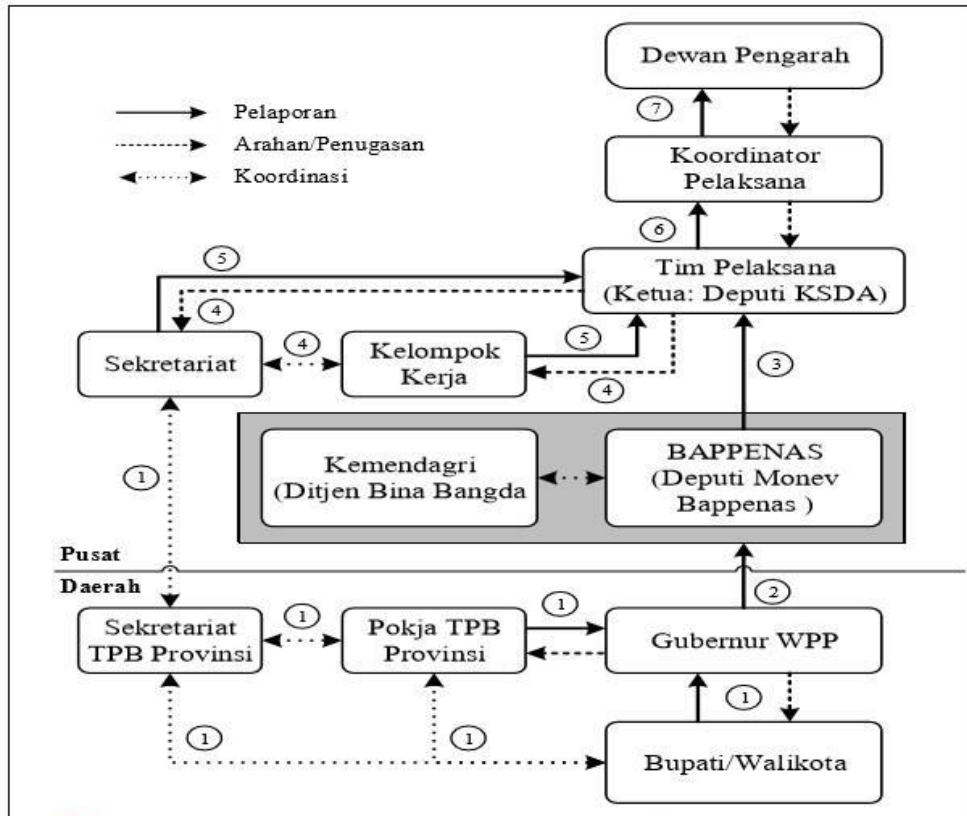 Dewan Pengarah
Pelaporan
Arahan/Penugasan
Koordinasi
7
Koordinator
Pelaksana
6
Tim Pelaksana
(Ketua: Deputi KSDA)
5
4
Sekretariat
4
Kelompok
Kerja
5
4
3
Kemendagri
(Ditjen Bina Bangda
BAPPENAS
(Deputi Monev
Bappenas )
1
Pusat
Daerah
2
Sekretariat
TPB Provinsi
1
Pokja TPB
Provinsi
1
Gubernur WPP
1
1
1
Bupati/Walikota